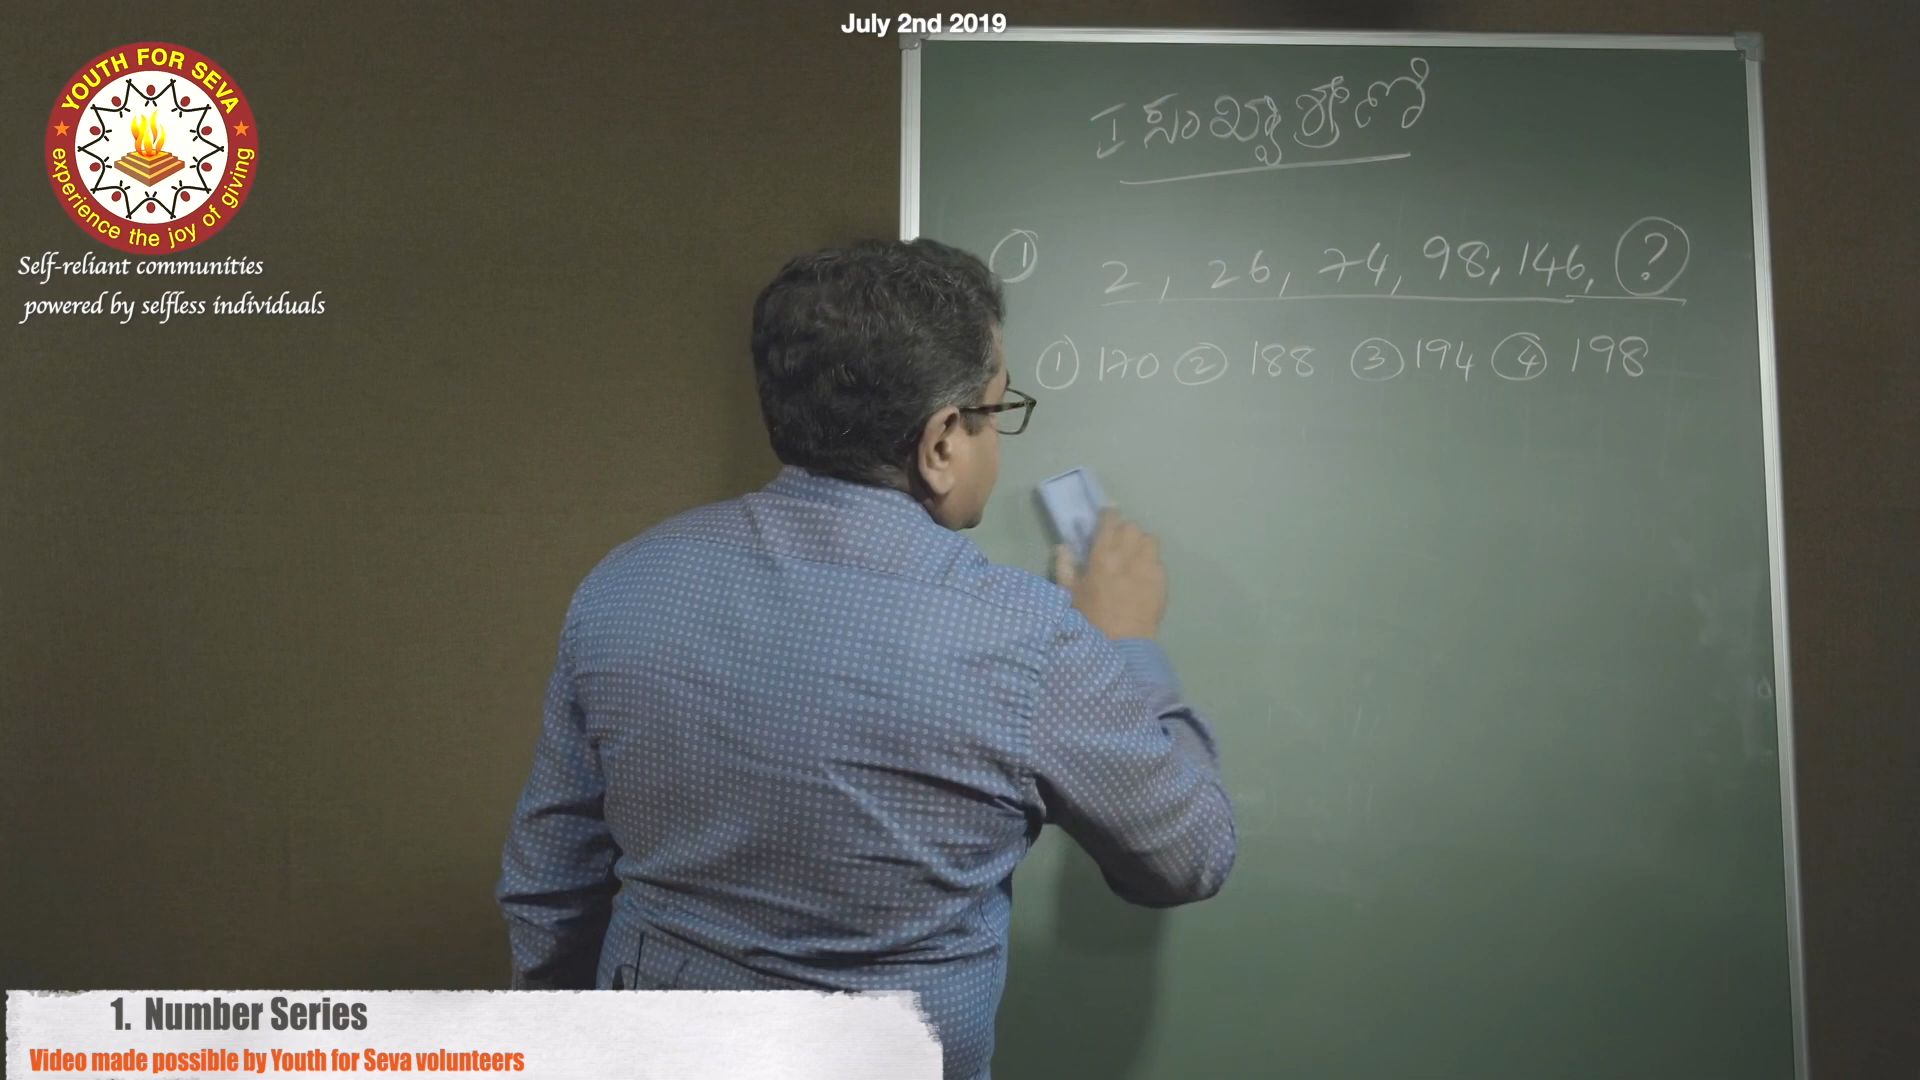 July 2nd 2019
YOUTH FOR SEVA
experience the joy of giving
Self-reliant communities
powered by selfless individuals
I ಸಂಖ್ಯಾ ಶ್ರೇಣಿ
① 2, 26, 74, 98, 146, ?
① 170 ② 188 ③ 194 ④ 198
1. Number Series
Video made possible by Youth for Seva volunteers